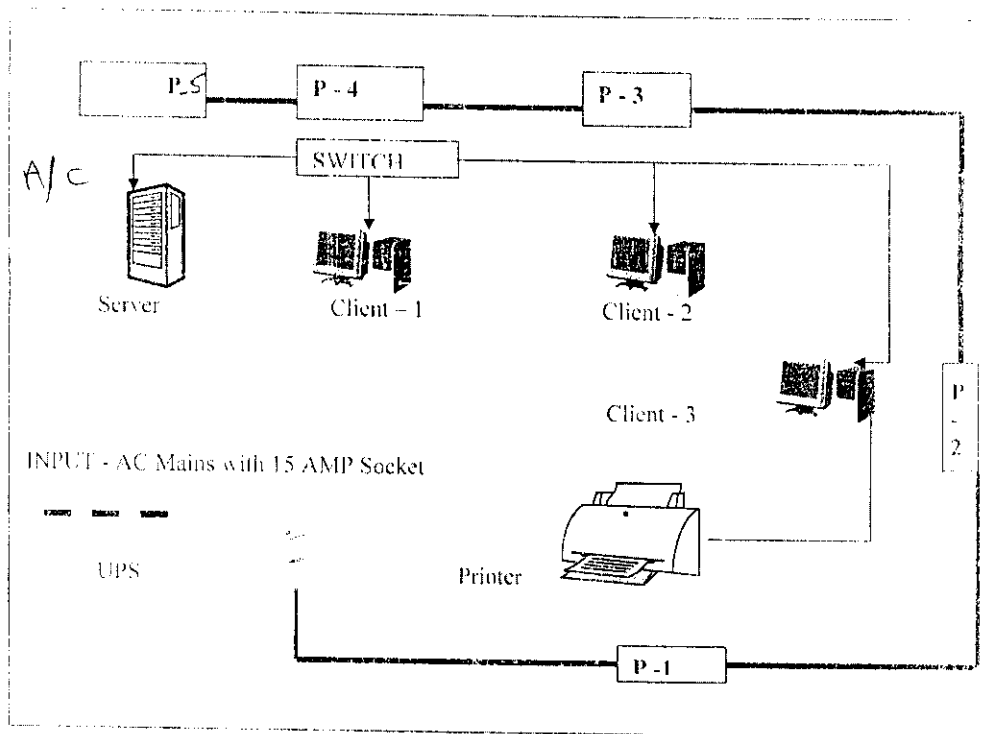 P-5
P - 4
P - 3
SWITCH
A/C
Server
Client – 1
Client - 2
Client - 3
P
-
2
INPUT - AC Mains with 15 AMP Socket
UPS
Printer
P -1